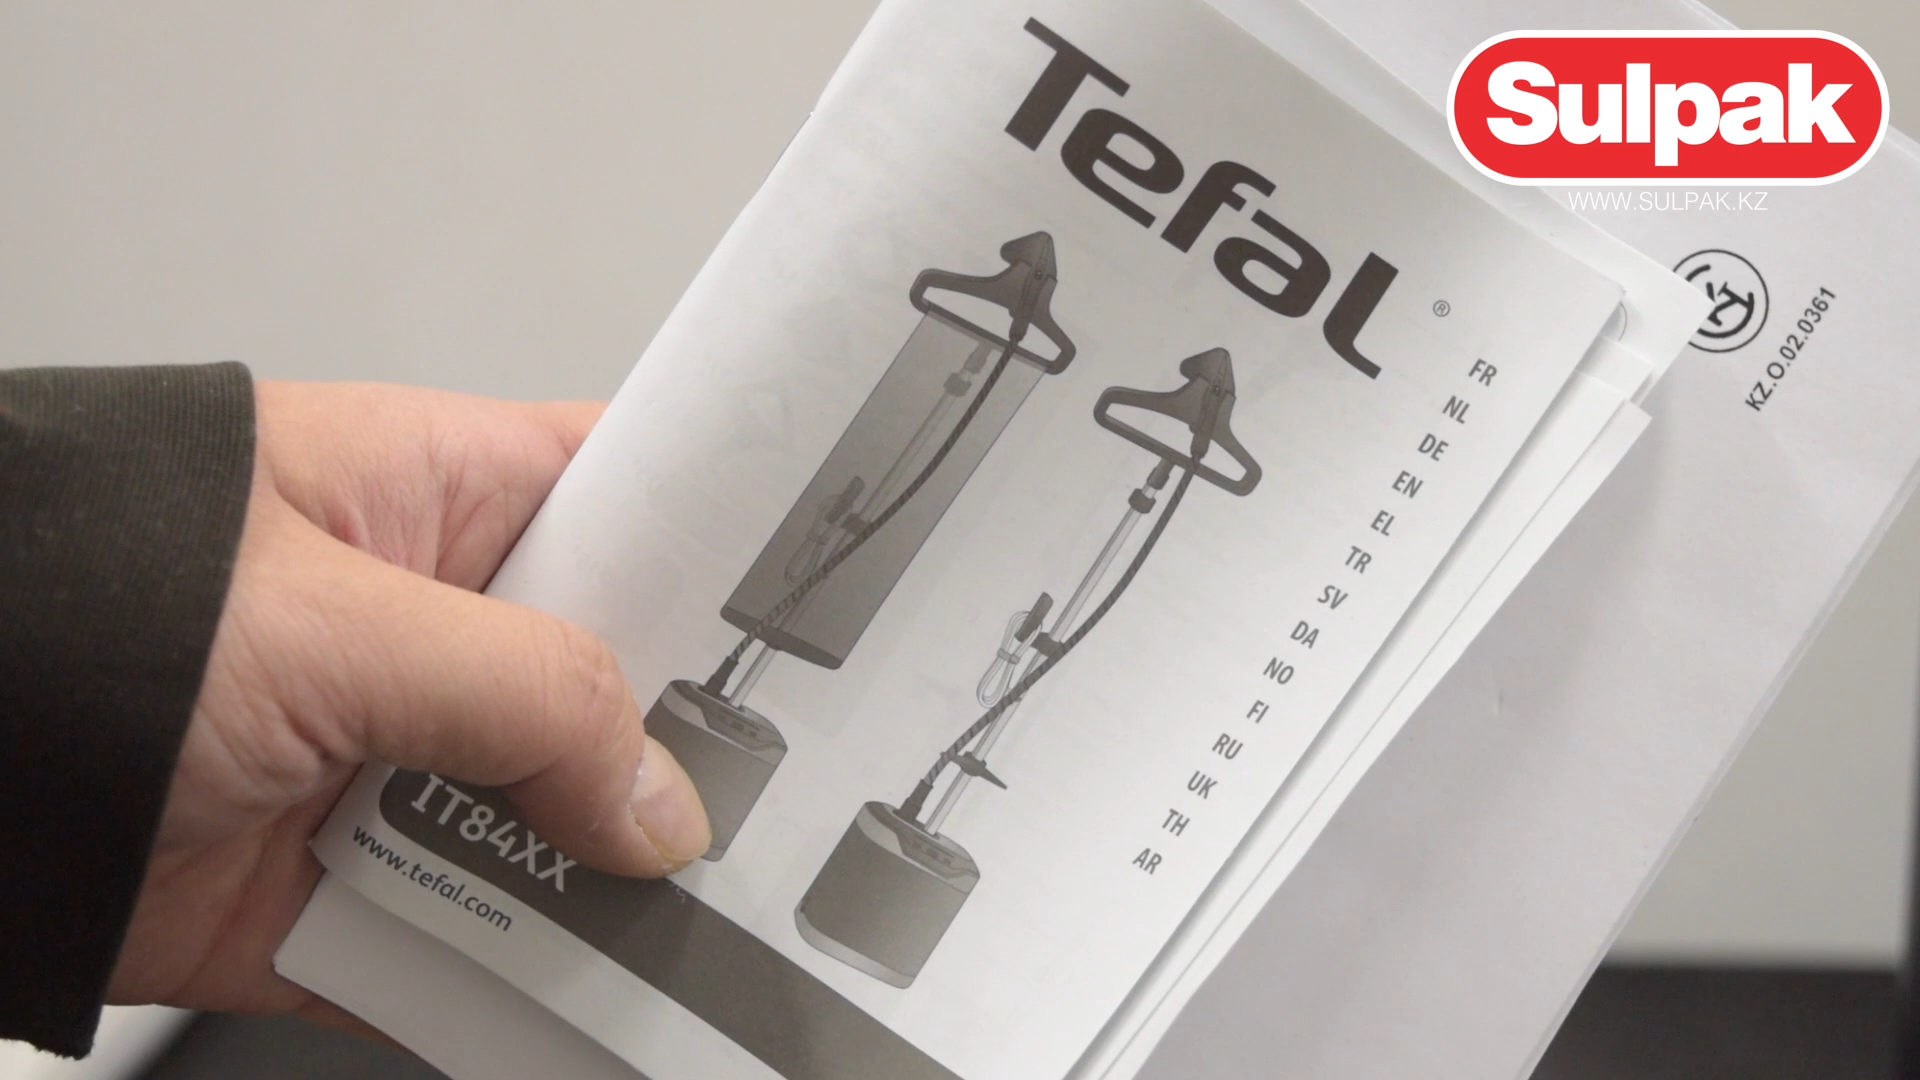 Sulpak
WWW.SULPAK.KZ
Tefal®
FR
NL
DE
EN
EL
TR
SV
DA
NO
FI
RU
UK
TH
AR
IT84XX
www.tefal.com
KZ.O.02.0361